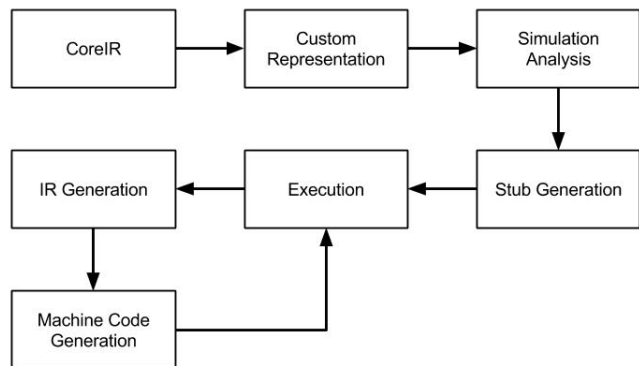 CoreIR
Custom
Representation
Simulation
Analysis
IR Generation
Execution
Stub Generation
Machine Code
Generation